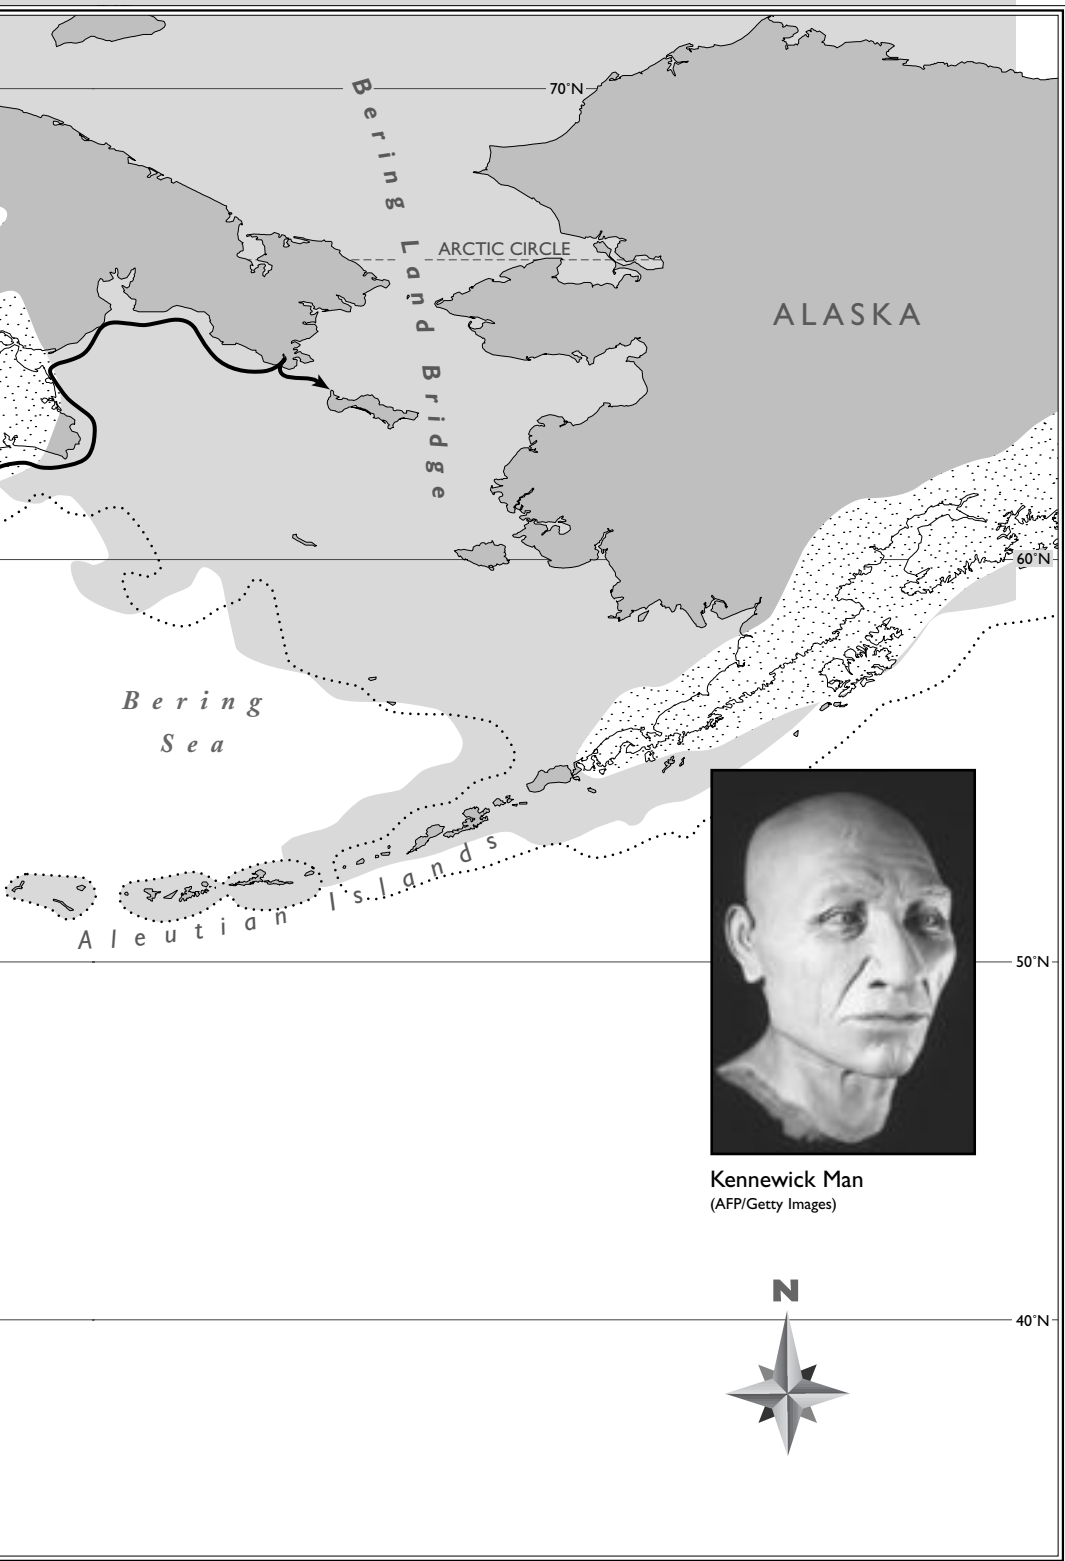 70°N
Bering Land Bridge
ARCTIC CIRCLE
ALASKA
60°N
Bering
Sea
Aleutian Islands
50°N
Kennewick Man
(AFP/Getty Images)
N
40°N